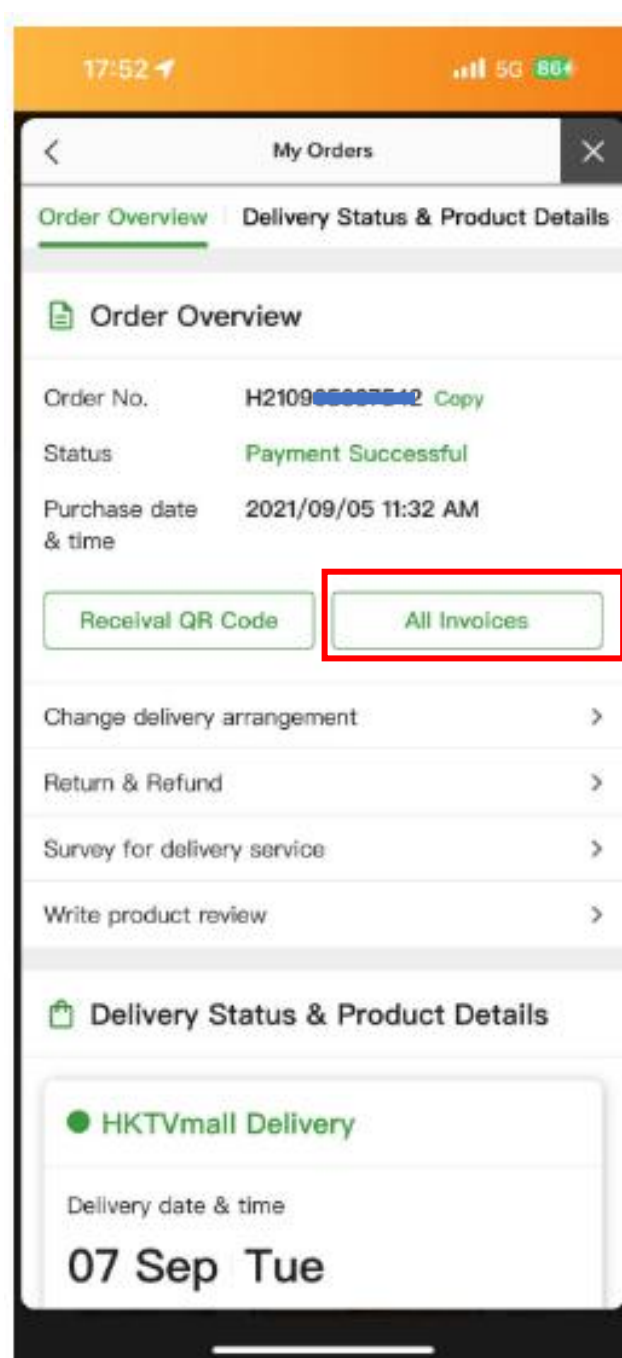 17:52
5G 86
My Orders
Order Overview Delivery Status & Product Details
Order Overview
Order No. H2109 Copy
Status Payment Successful
Purchase date 2021/09/05 11:32 AM
& time
Receival QR Code All Invoices
Change delivery arrangement
Return & Refund
Survey for delivery service
Write product review
Delivery Status & Product Details
HKTVmall Delivery
Delivery date & time
07 Sep Tue